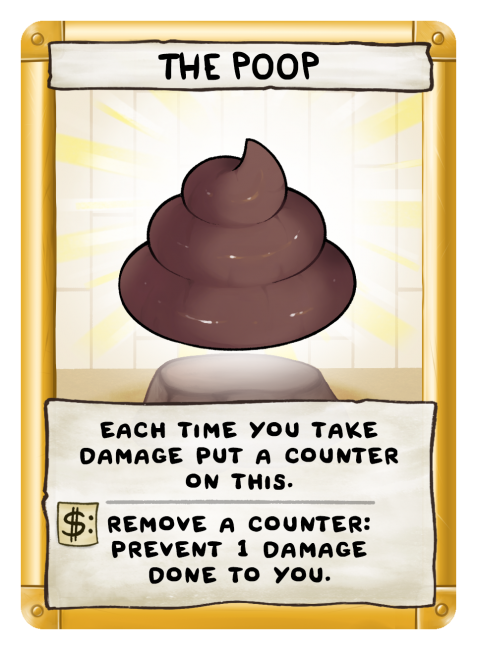 THE POOP
EACH TIME YOU TAKE
DAMAGE PUT A COUNTER
ON THIS.
$: REMOVE A COUNTER:
PREVENT 1 DAMAGE
DONE TO YOU.